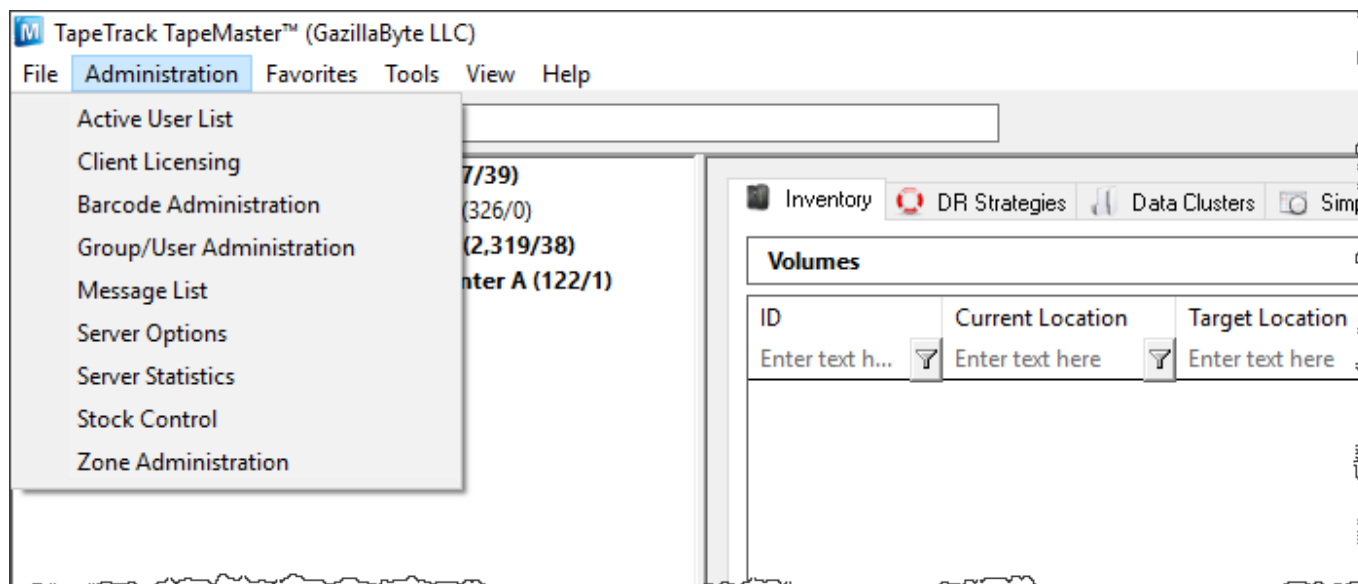 TapeTrack TapeMaster™ (GazillaByte LLC)
File Administration Favorites Tools View Help
Active User List
Client Licensing
Barcode Administration
Group/User Administration
Message List
Server Options
Server Statistics
Stock Control
Zone Administration
7/39)
(326/0)
(2,319/38)
nter A (122/1)
Inventory DR Strategies Data Clusters Simp
Volumes
ID Current Location Target Location
Enter text h... Enter text here Enter text here